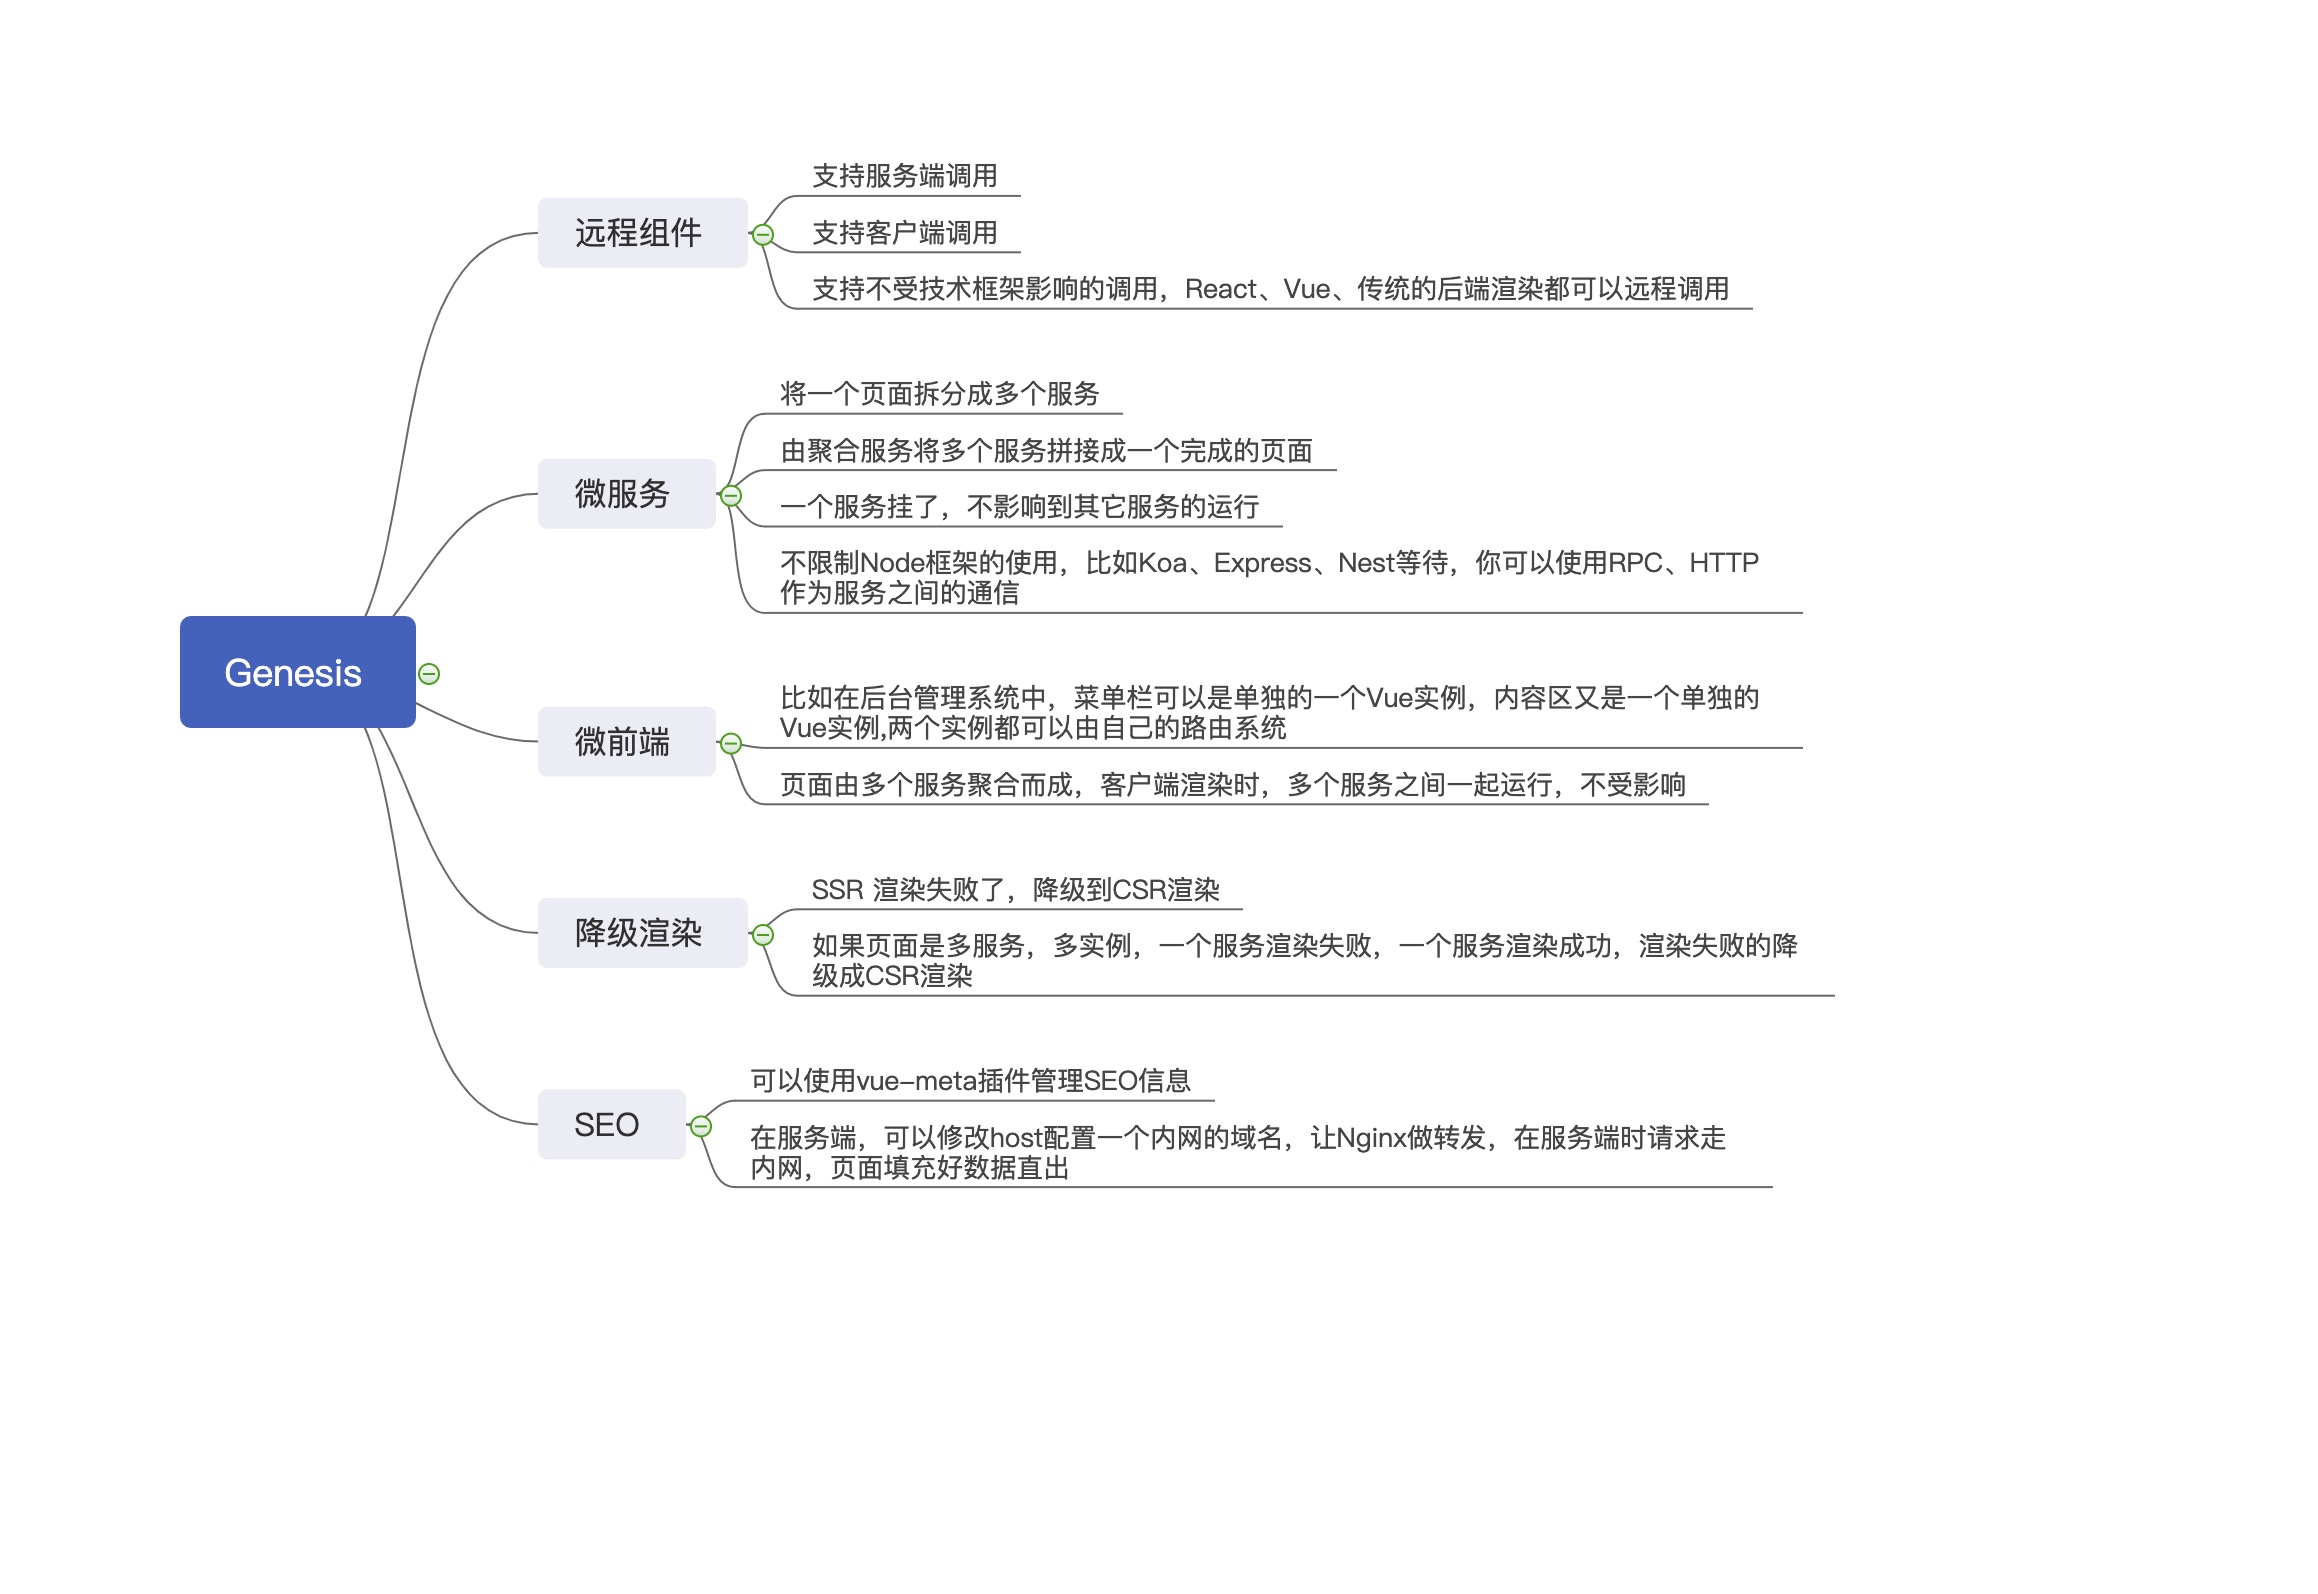 Genesis
远程组件
支持服务端调用
支持客户端调用
支持不受技术框架影响的调用，React、Vue、传统的后端渲染都可以远程调用
微服务
将一个页面拆分成多个服务
由聚合服务将多个服务拼接成一个完成的页面
一个服务挂了，不影响到其它服务的运行
不限制Node框架的使用，比如Koa、Express、Nest等待，你可以使用RPC、HTTP
作为服务之间的通信
微前端
比如在后台管理系统中，菜单栏可以是单独的一个Vue实例，内容区又是一个单独的
Vue实例,两个实例都可以由自己的路由系统
页面由多个服务聚合而成，客户端渲染时，多个服务之间一起运行，不受影响
降级渲染
SSR 渲染失败了，降级到CSR渲染
如果页面是多服务，多实例，一个服务渲染失败，一个服务渲染成功，渲染失败的降
级成CSR渲染
SEO
可以使用vue-meta插件管理SEO信息
在服务端，可以修改host配置一个内网的域名，让Nginx做转发，在服务端时请求走
内网，页面填充好数据直出